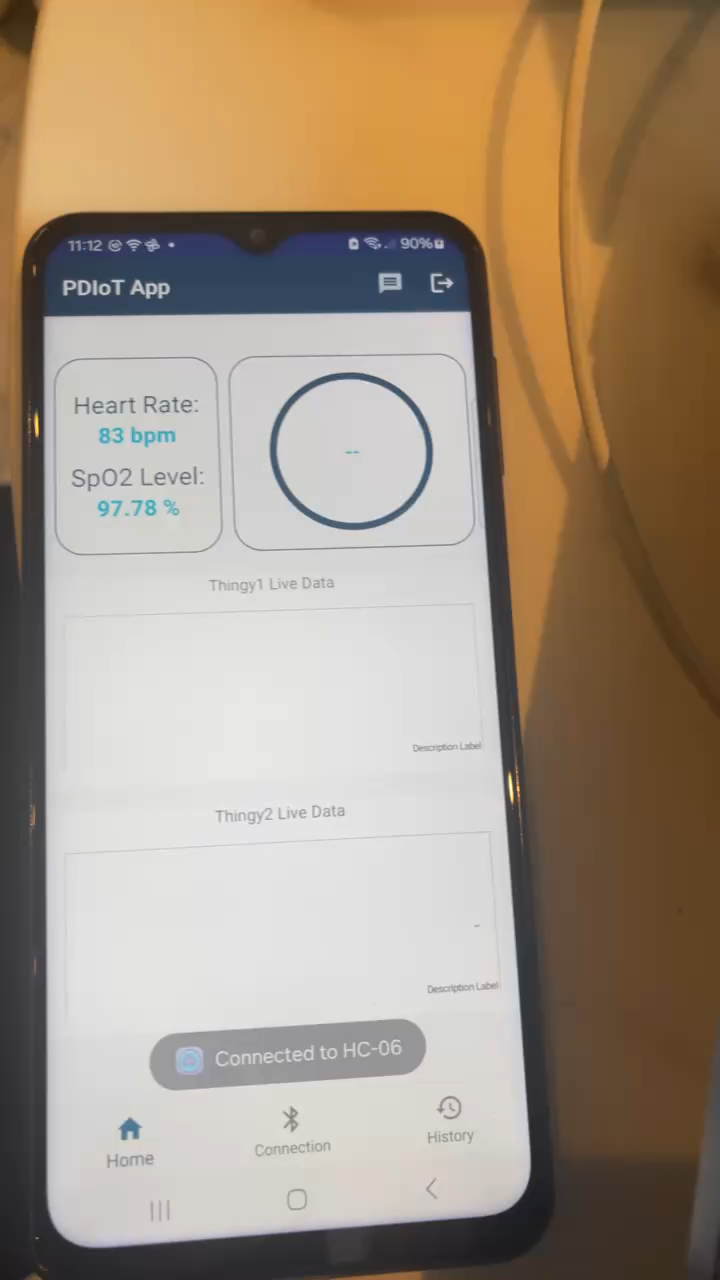 11:12
90%
PDIoT App
Heart Rate:
83 bpm
SpO2 Level:
97.78 %
--
Thingy1 Live Data
Description Label
Thingy2 Live Data
Description Label
Connected to HC-06
Home
Connection
History